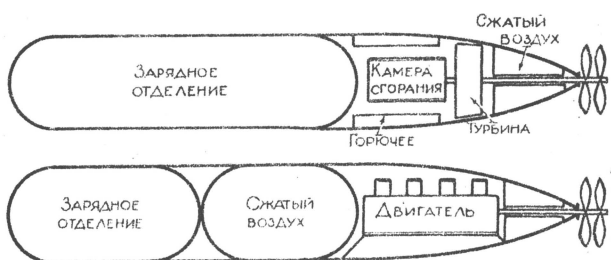 СЖАТЫЙ
ВОЗДУХ
ЗАРЯДНОЕ
ОТДЕЛЕНИЕ
КАМЕРА
СГОРАНИЯ
ГОРЮЧЕЕ
ТУРБИНА
ЗАРЯДНОЕ
ОТДЕЛЕНИЕ
СЖАТЫЙ
ВОЗДУХ
ДВИГАТЕЛЬ